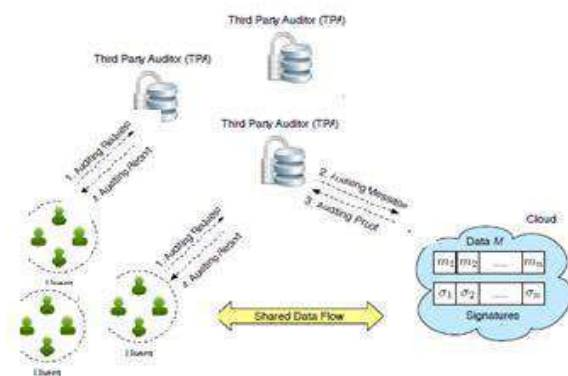 Third Party Auditor (TPA)
Third Party Auditor (TPA)
Third Party Auditor (TPA)
1. Auditing Request
4. Auditing Report
2. Auditing Message
3. Auditing Proof
1. Auditing Request
4. Auditing Report
Cloud
Data M
m1 m2 ...... mn
σ1 σ2 ...... σn
Signatures
Users
Shared Data Flow
Users
Users